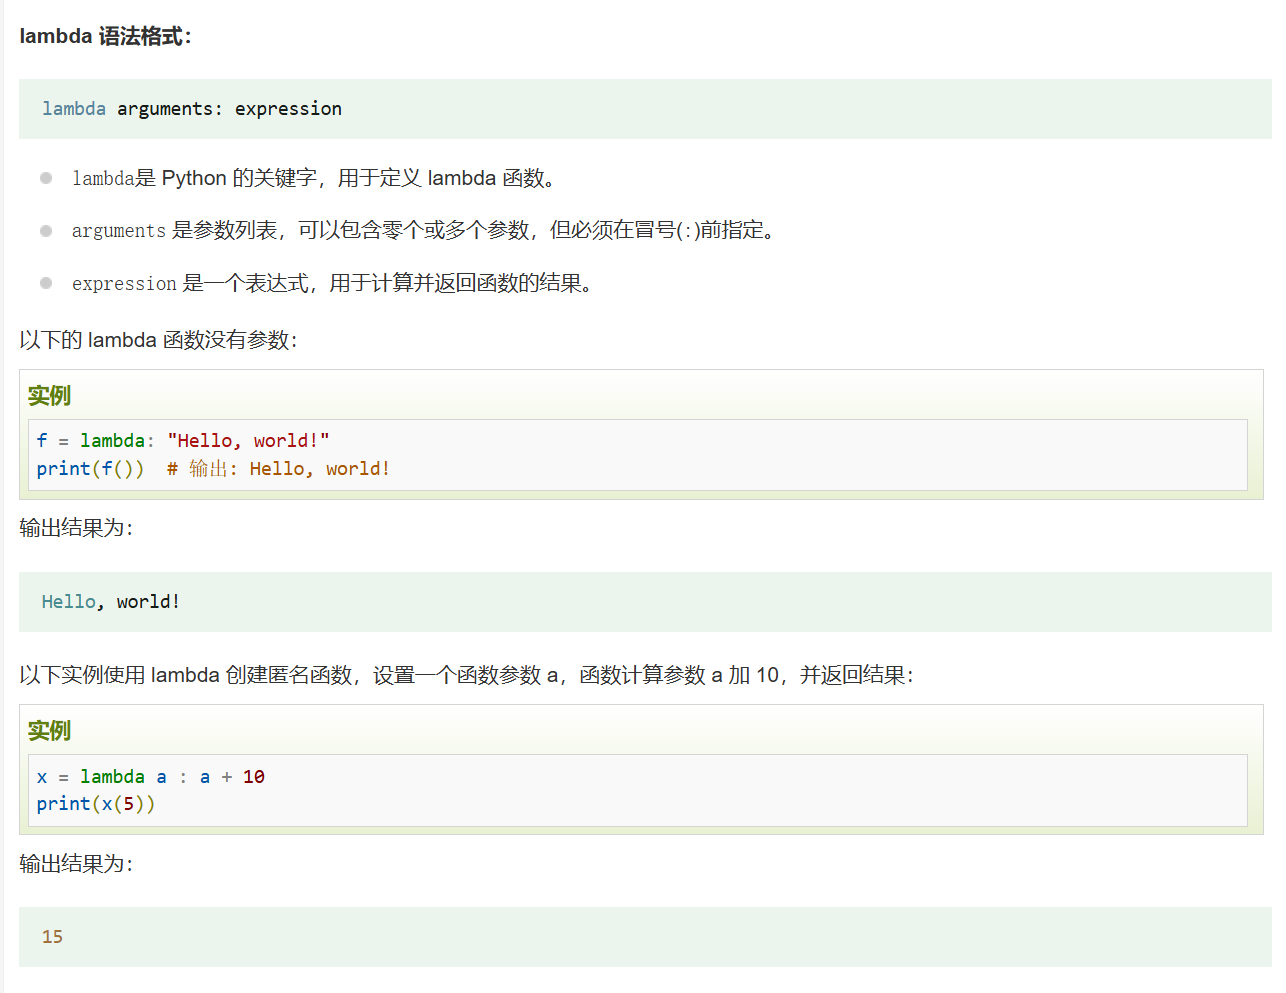 lambda 语法格式：
lambda arguments: expression
lambda是 Python 的关键字，用于定义 lambda 函数。
arguments 是参数列表，可以包含零个或多个参数，但必须在冒号(:)前指定。
expression 是一个表达式，用于计算并返回函数的结果。
以下的 lambda 函数没有参数：
实例
f = lambda: "Hello, world!"
print(f())  # 输出: Hello, world!
输出结果为：
Hello, world!
以下实例使用 lambda 创建匿名函数，设置一个函数参数 a，函数计算参数 a 加 10，并返回结果：
实例
x = lambda a : a + 10
print(x(5))
输出结果为：
15